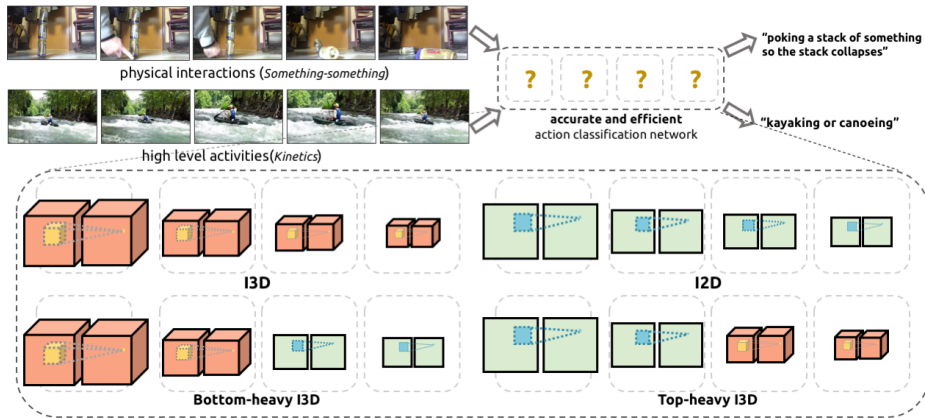 physical interactions (Something-something)
high level activities(Kinetics)
?
?
?
?
accurate and efficient
action classification network
“poking a stack of something
so the stack collapses”
“kayaking or canoeing”
I3D
I2D
Bottom-heavy I3D
Top-heavy I3D